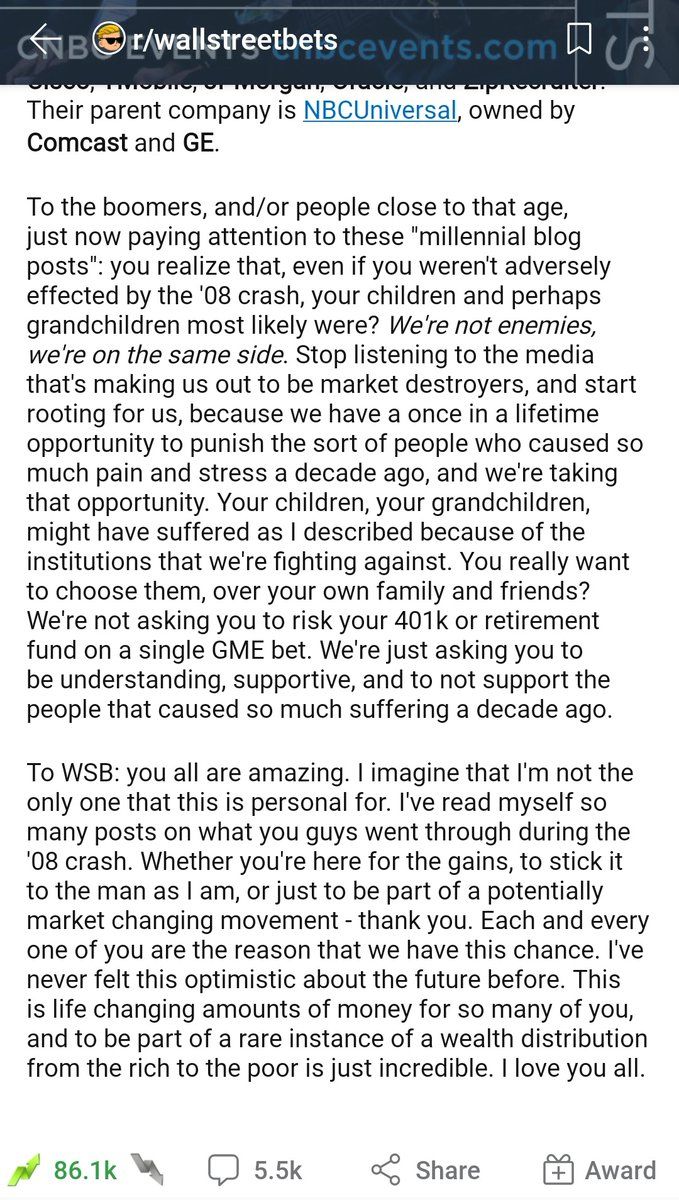 CNBC EVENTS cnbcevents.com
r/wallstreetbets
Cisco, TMobile, JP Morgan, Oracle, and ZipRecruiter.
Their parent company is NBCUniversal, owned by
Comcast and GE.
To the boomers, and/or people close to that age,
just now paying attention to these "millennial blog
posts": you realize that, even if you weren't adversely
effected by the '08 crash, your children and perhaps
grandchildren most likely were? We're not enemies,
we're on the same side. Stop listening to the media
that's making us out to be market destroyers, and start
rooting for us, because we have a once in a lifetime
opportunity to punish the sort of people who caused so
much pain and stress a decade ago, and we're taking
that opportunity. Your children, your grandchildren,
might have suffered as I described because of the
institutions that we're fighting against. You really want
to choose them, over your own family and friends?
We're not asking you to risk your 401k or retirement
fund on a single GME bet. We're just asking you to
be understanding, supportive, and to not support the
people that caused so much suffering a decade ago.
To WSB: you all are amazing. I imagine that I'm not the
only one that this is personal for. I've read myself so
many posts on what you guys went through during the
'08 crash. Whether you're here for the gains, to stick it
to the man as I am, or just to be part of a potentially
market changing movement - thank you. Each and every
one of you are the reason that we have this chance. I've
never felt this optimistic about the future before. This
is life changing amounts of money for so many of you,
and to be part of a rare instance of a wealth distribution
from the rich to the poor is just incredible. I love you all.
86.1k
5.5k
Share
Award